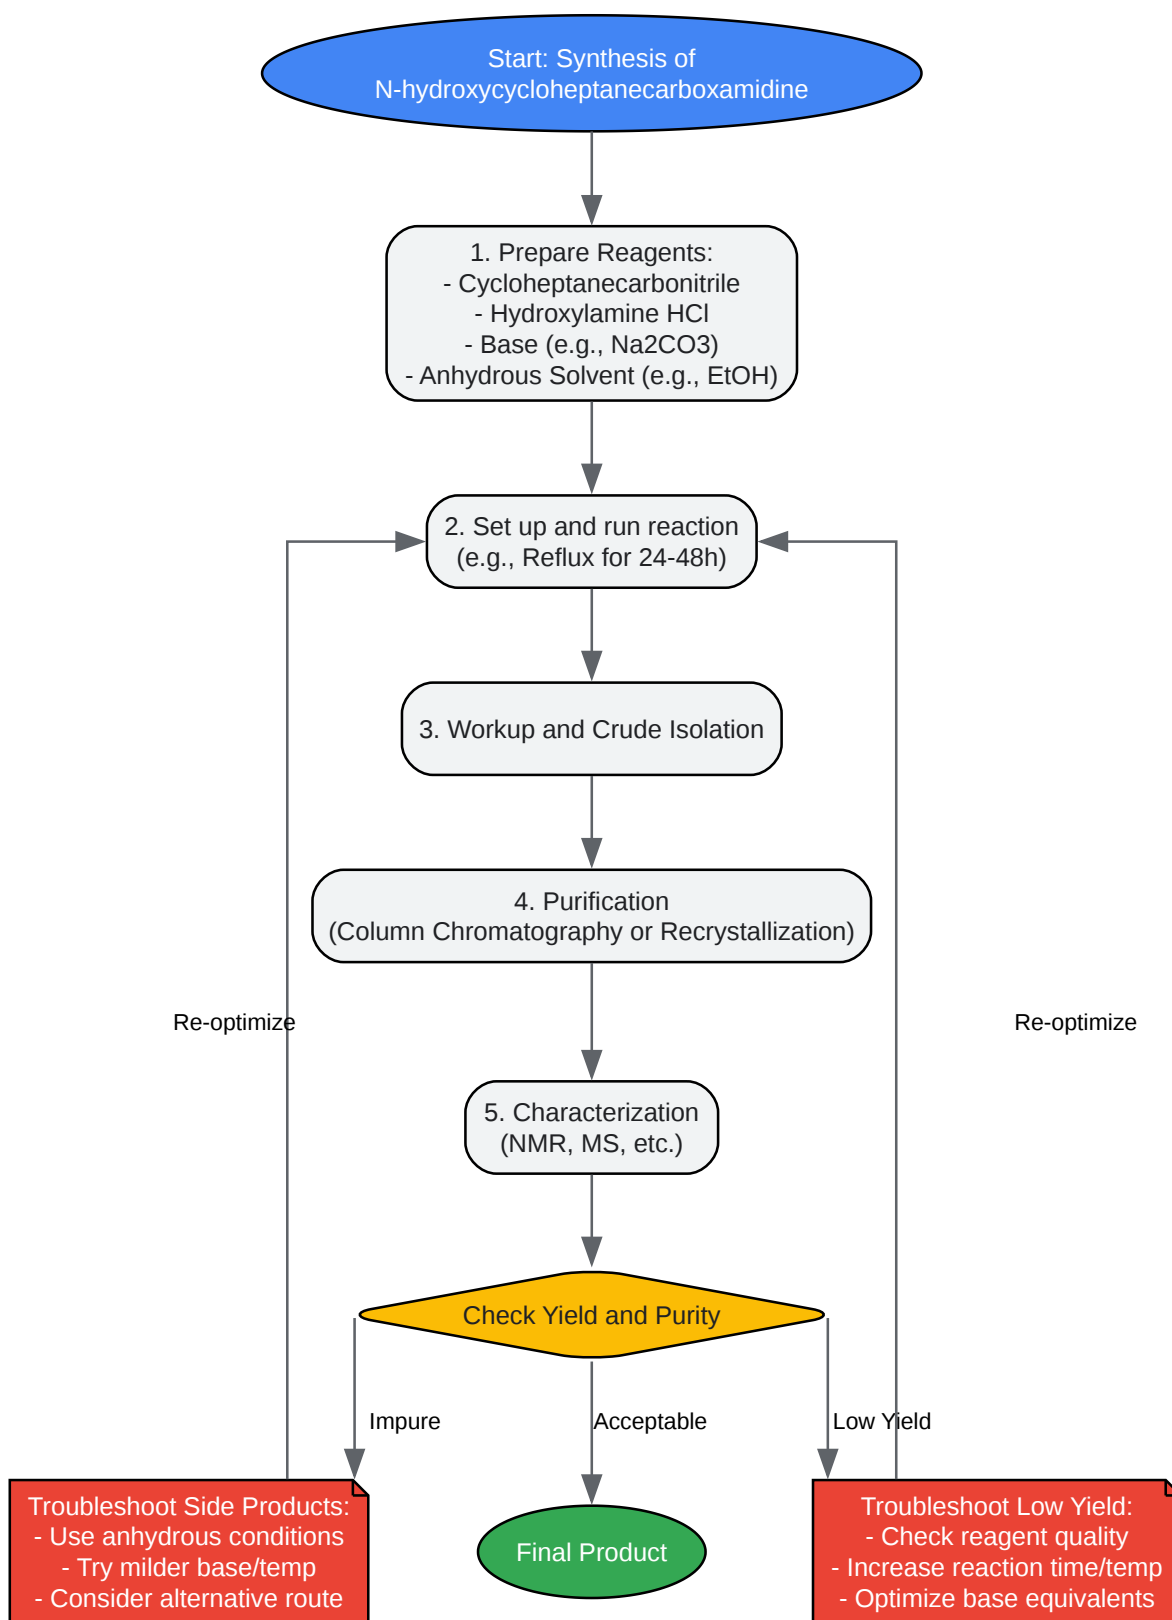 Start: Synthesis of
N-hydroxycycloheptanecarboxamidine
1. Prepare Reagents:
- Cycloheptanecarbonitrile
- Hydroxylamine HCl
- Base (e.g., Na2CO3)
- Anhydrous Solvent (e.g., EtOH)
2. Set up and run reaction
(e.g., Reflux for 24-48h)
3. Workup and Crude Isolation
4. Purification
(Column Chromatography or Recrystallization)
Re-optimize
Re-optimize
5. Characterization
(NMR, MS, etc.)
Check Yield and Purity
Impure
Acceptable
Low Yield
Troubleshoot Side Products:
- Use anhydrous conditions
- Try milder base/temp
- Consider alternative route
Final Product
Troubleshoot Low Yield:
- Check reagent quality
- Increase reaction time/temp
- Optimize base equivalents